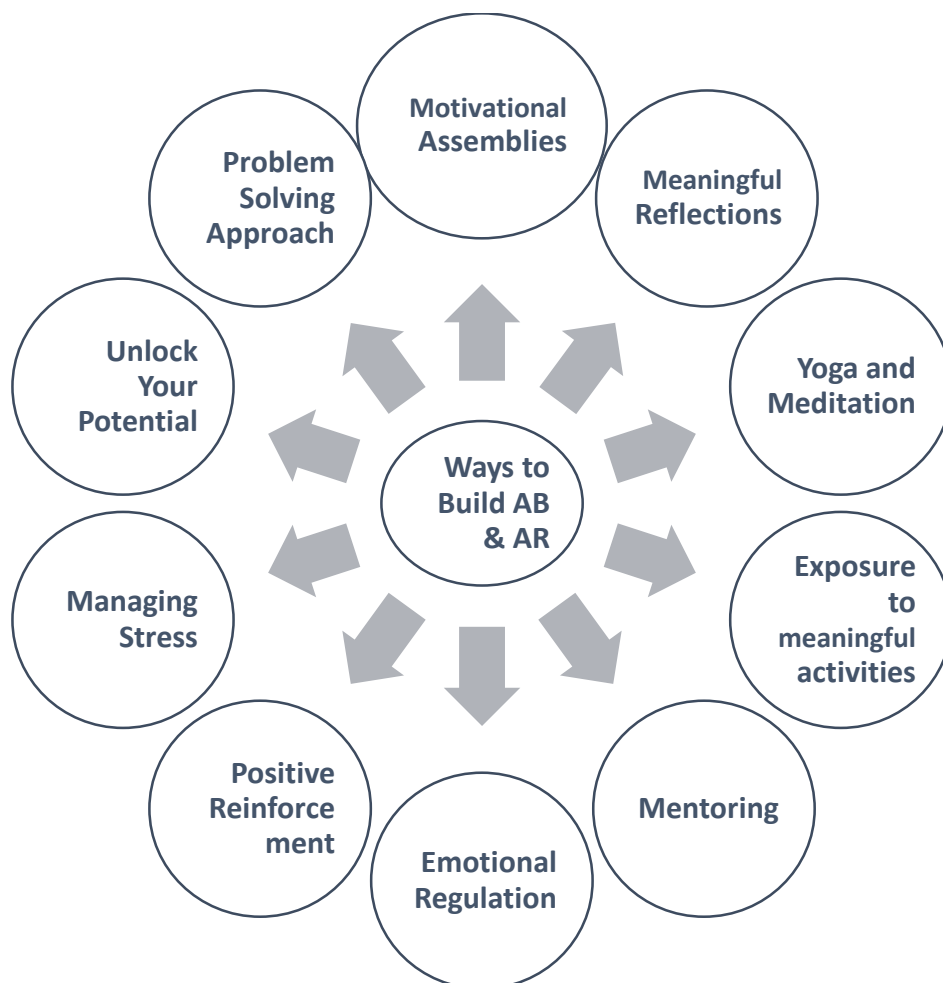 Motivational
Assemblies
Meaningful
Reflections
Yoga and
Meditation
Exposure
to
meaningful
activities
Mentoring
Emotional
Regulation
Positive
Reinforce
ment
Managing
Stress
Unlock
Your
Potential
Problem
Solving
Approach
Ways to
Build AB
& AR